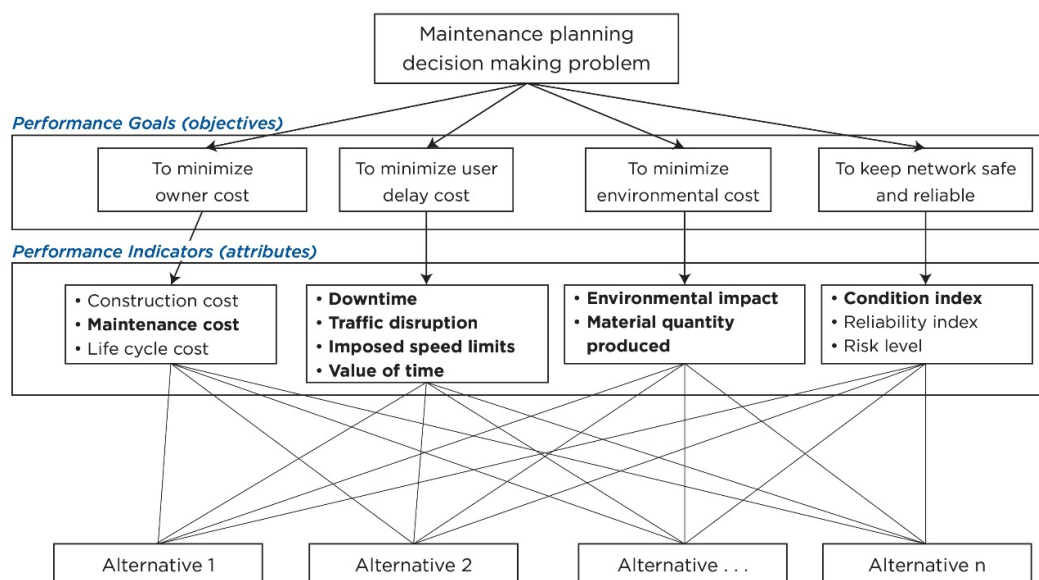 Maintenance planning
decision making problem
Performance Goals (objectives)
To minimize
owner cost
To minimize user
delay cost
To minimize
environmental cost
To keep network safe
and reliable
Performance Indicators (attributes)
• Construction cost
• Maintenance cost
• Life cycle cost
• Downtime
• Traffic disruption
• Imposed speed limits
• Value of time
• Environmental impact
• Material quantity
produced
• Condition index
• Reliability index
• Risk level
Alternative 1
Alternative 2
Alternative . . .
Alternative n